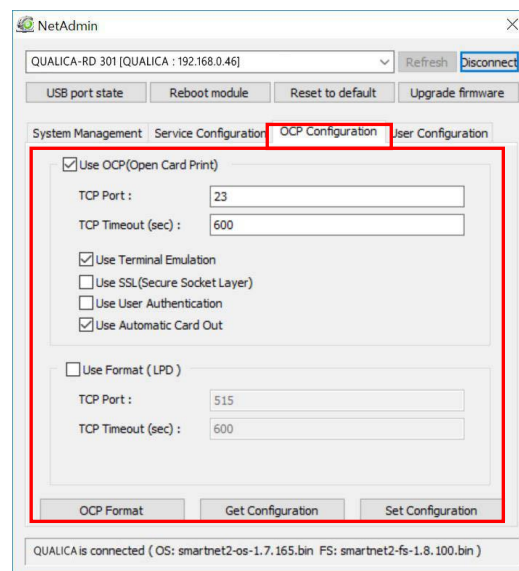 NetAdmin
QUALICA-RD 301 [QUALICA : 192.168.0.46]
Refresh Disconnect
USB port state Reboot module Reset to default Upgrade firmware
System Management Service Configuration OCP Configuration User Configuration
Use OCP(Open Card Print)
TCP Port : 23
TCP Timeout (sec) : 600
Use Terminal Emulation
Use SSL(Secure Socket Layer)
Use User Authentication
Use Automatic Card Out
Use Format ( LPD )
TCP Port : 515
TCP Timeout (sec) : 600
OCP Format Get Configuration Set Configuration
QUALICA is connected ( OS: smartnet2-os-1.7.165.bin FS: smartnet2-fs-1.8.100.bin )